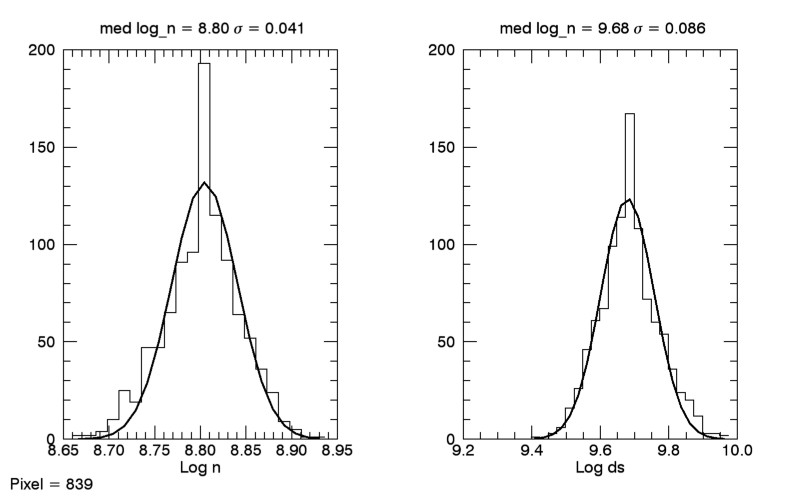 med log_n = 8.80 σ = 0.041
med log_n = 9.68 σ = 0.086
200
150
100
50
0
8.65 8.70 8.75 8.80 8.85 8.90 8.95
Log n
200
150
100
50
0
9.2 9.4 9.6 9.8 10.0
Log ds
Pixel = 839